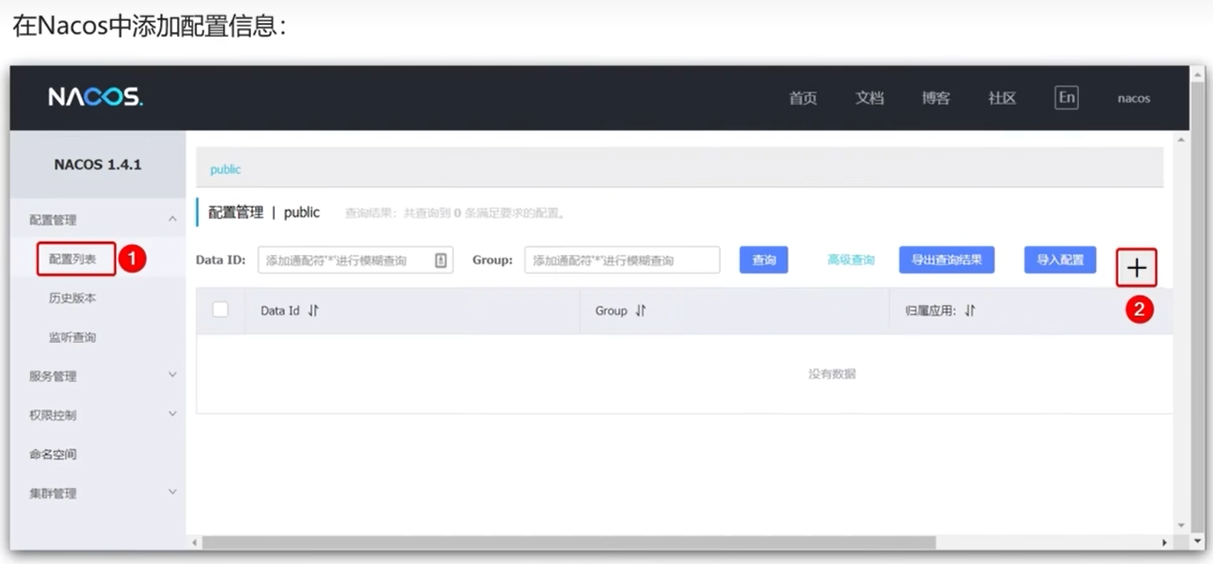 在Nacos中添加配置信息：
NACOS.
首页 文档 博客 社区 En nacos
NACOS 1.4.1
public
配置管理
配置管理 | public 查询结果：共查询到 0 条满足要求的配置。
配置列表 1
Data ID: 添加通配符'*'进行模糊查询 Group: 添加通配符'*'进行模糊查询 查询 高级查询 导出查询结果 导入配置 +
2
历史版本
Data Id Group 归属应用:
监听查询
服务管理
没有数据
权限控制
命名空间
集群管理